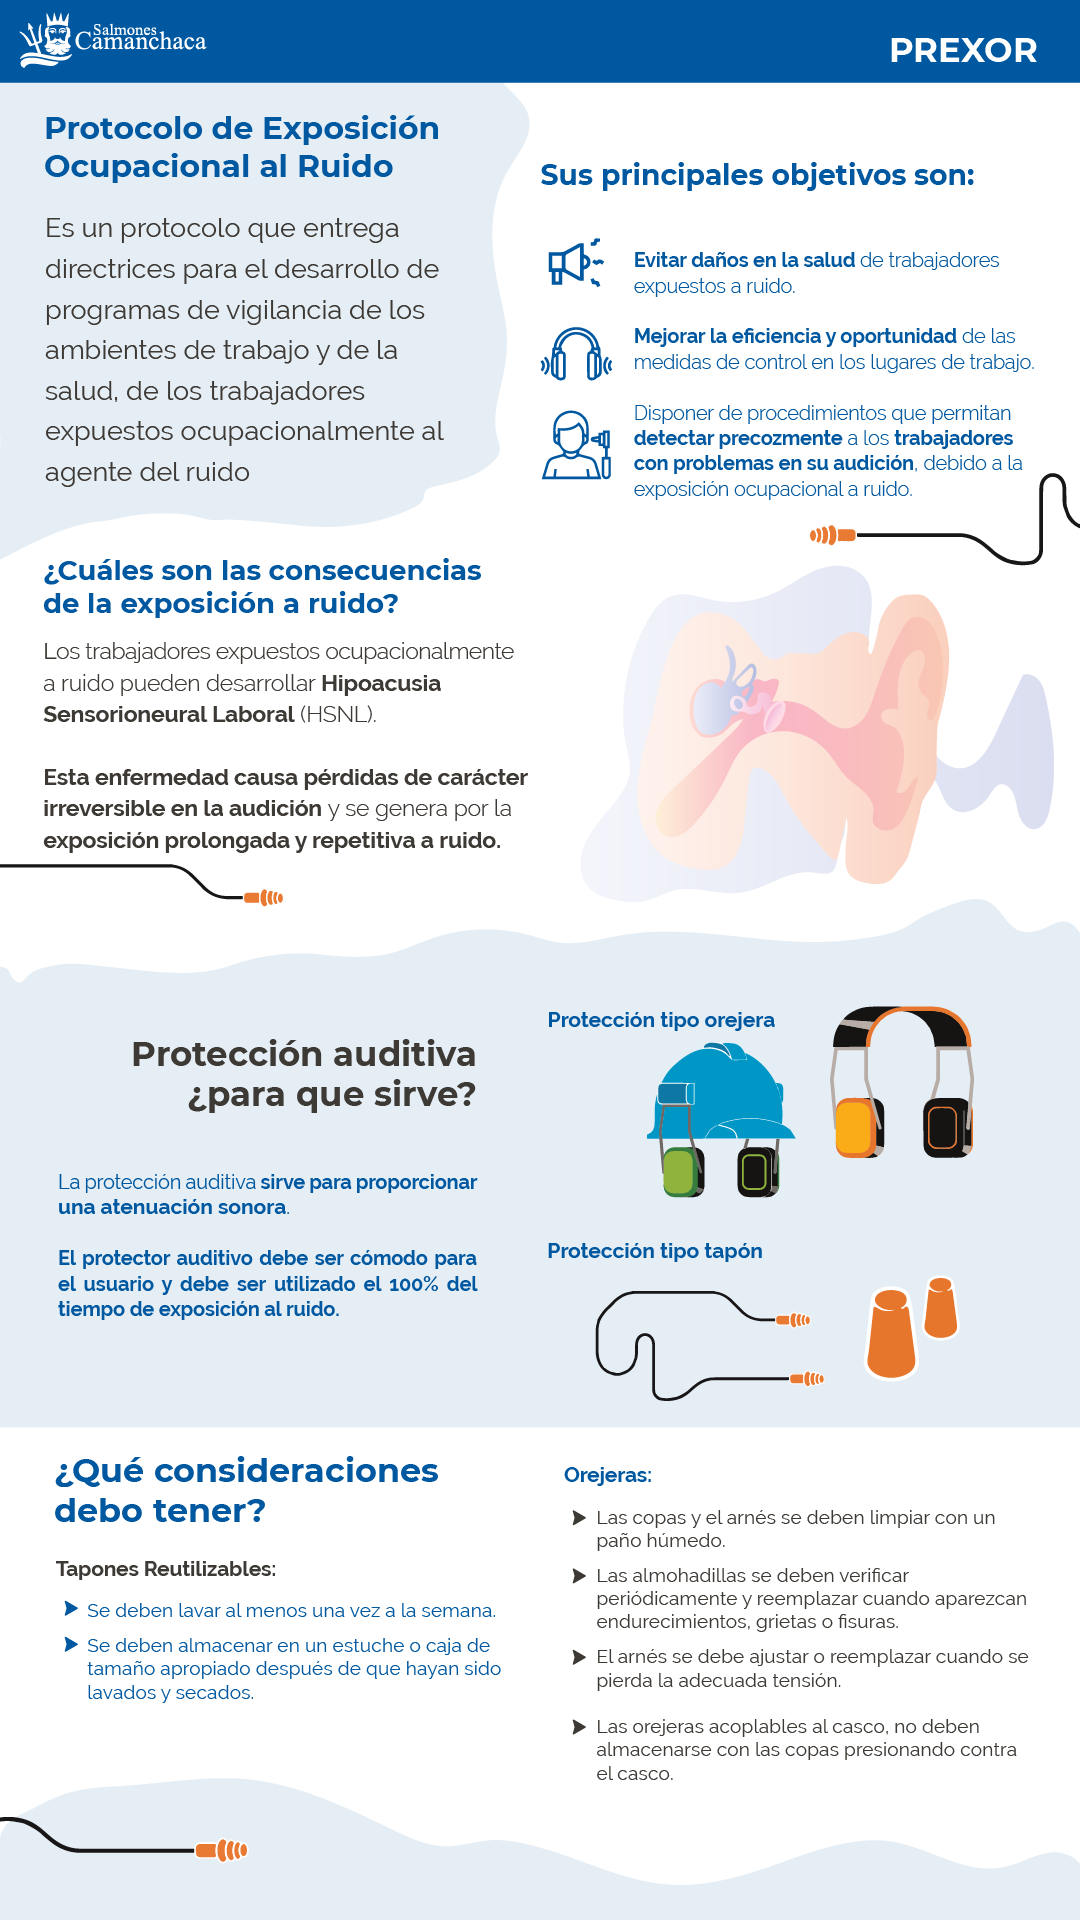 Salmones
Camanchaca
PREXOR
Protocolo de Exposición
Ocupacional al Ruido
Es un protocolo que entrega
directrices para el desarrollo de
programas de vigilancia de los
ambientes de trabajo y de la
salud, de los trabajadores
expuestos ocupacionalmente al
agente del ruido
Sus principales objetivos son:
Evitar daños en la salud de trabajadores
expuestos a ruido.
Mejorar la eficiencia y oportunidad de las
medidas de control en los lugares de trabajo.
Disponer de procedimientos que permitan
detectar precozmente a los trabajadores
con problemas en su audición, debido a la
exposición ocupacional a ruido.
¿Cuáles son las consecuencias
de la exposición a ruido?
Los trabajadores expuestos ocupacionalmente
a ruido pueden desarrollar Hipoacusia
Sensorioneural Laboral (HSNL).
Esta enfermedad causa pérdidas de carácter
irreversible en la audición y se genera por la
exposición prolongada y repetitiva a ruido.
Protección auditiva
¿para que sirve?
La protección auditiva sirve para proporcionar
una atenuación sonora.
El protector auditivo debe ser cómodo para
el usuario y debe ser utilizado el 100% del
tiempo de exposición al ruido.
Protección tipo orejera
Protección tipo tapón
¿Qué consideraciones
debo tener?
Tapones Reutilizables:
Se deben lavar al menos una vez a la semana.
Se deben almacenar en un estuche o caja de
tamaño apropiado después de que hayan sido
lavados y secados.
Orejeras:
Las copas y el arnés se deben limpiar con un
paño húmedo.
Las almohadillas se deben verificar
periódicamente y reemplazar cuando aparezcan
endurecimientos, grietas o fisuras.
El arnés se debe ajustar o reemplazar cuando se
pierda la adecuada tensión.
Las orejeras acoplables al casco, no deben
almacenarse con las copas presionando contra
el casco.